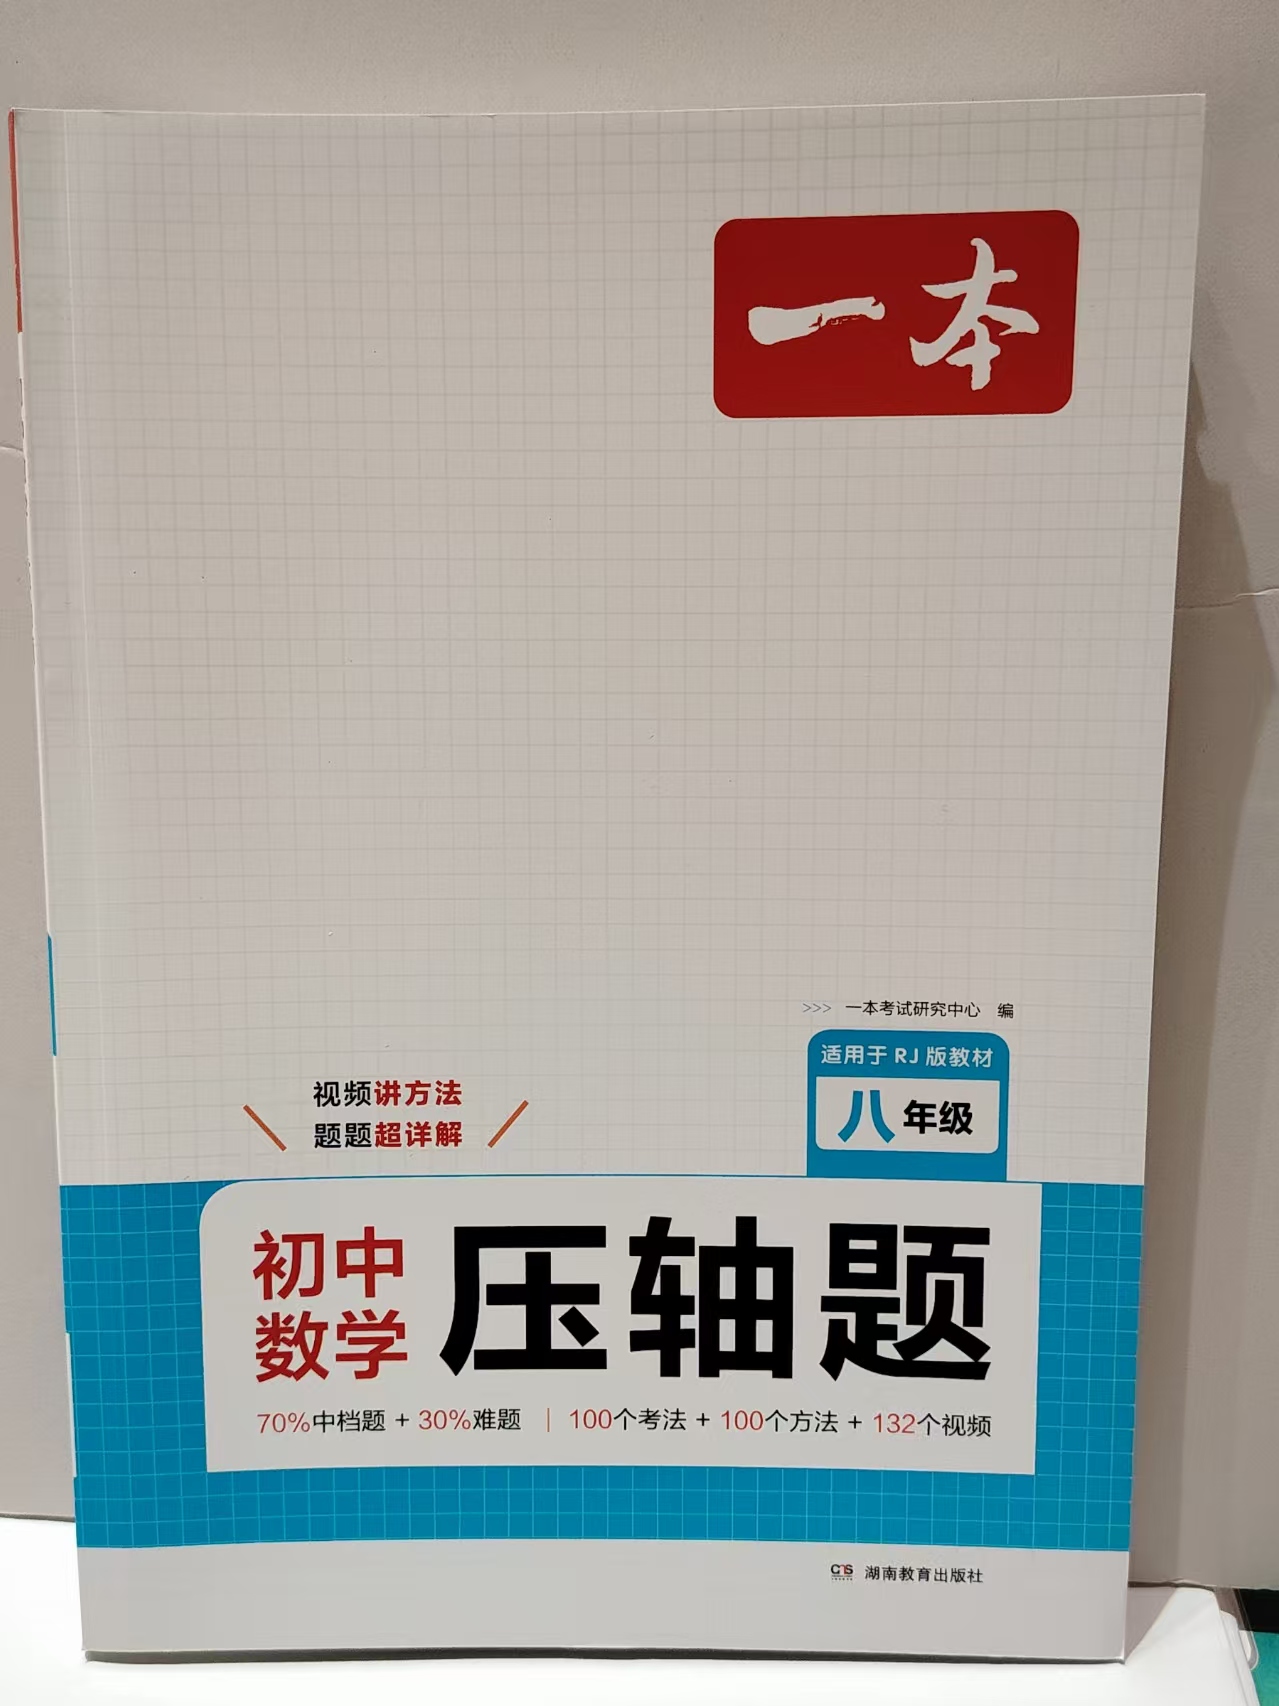 一本
>>> 一本考试研究中心 编
适用于 RJ 版教材
八年级
视频讲方法
题题超详解
初中
数学
压轴题
70%中档题 + 30%难题 | 100个考法 + 100个方法 + 132个视频
湖南教育出版社